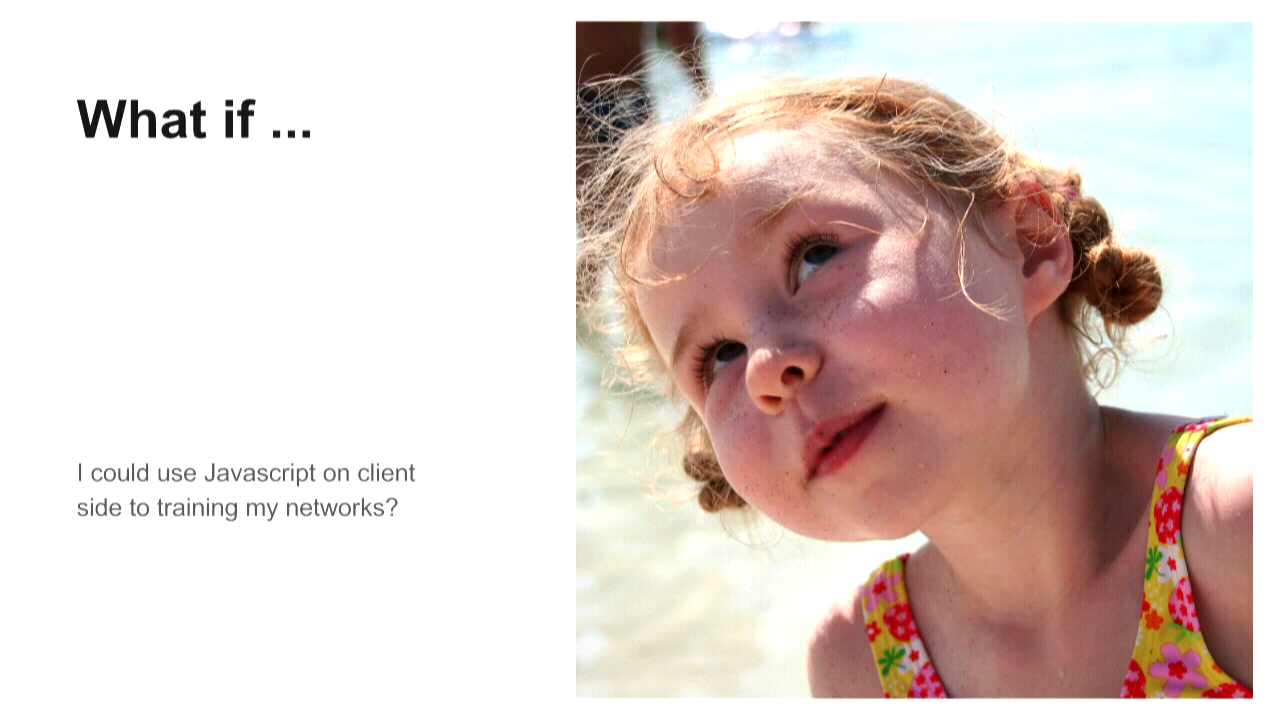 What if ...
I could use Javascript on client
side to training my networks?